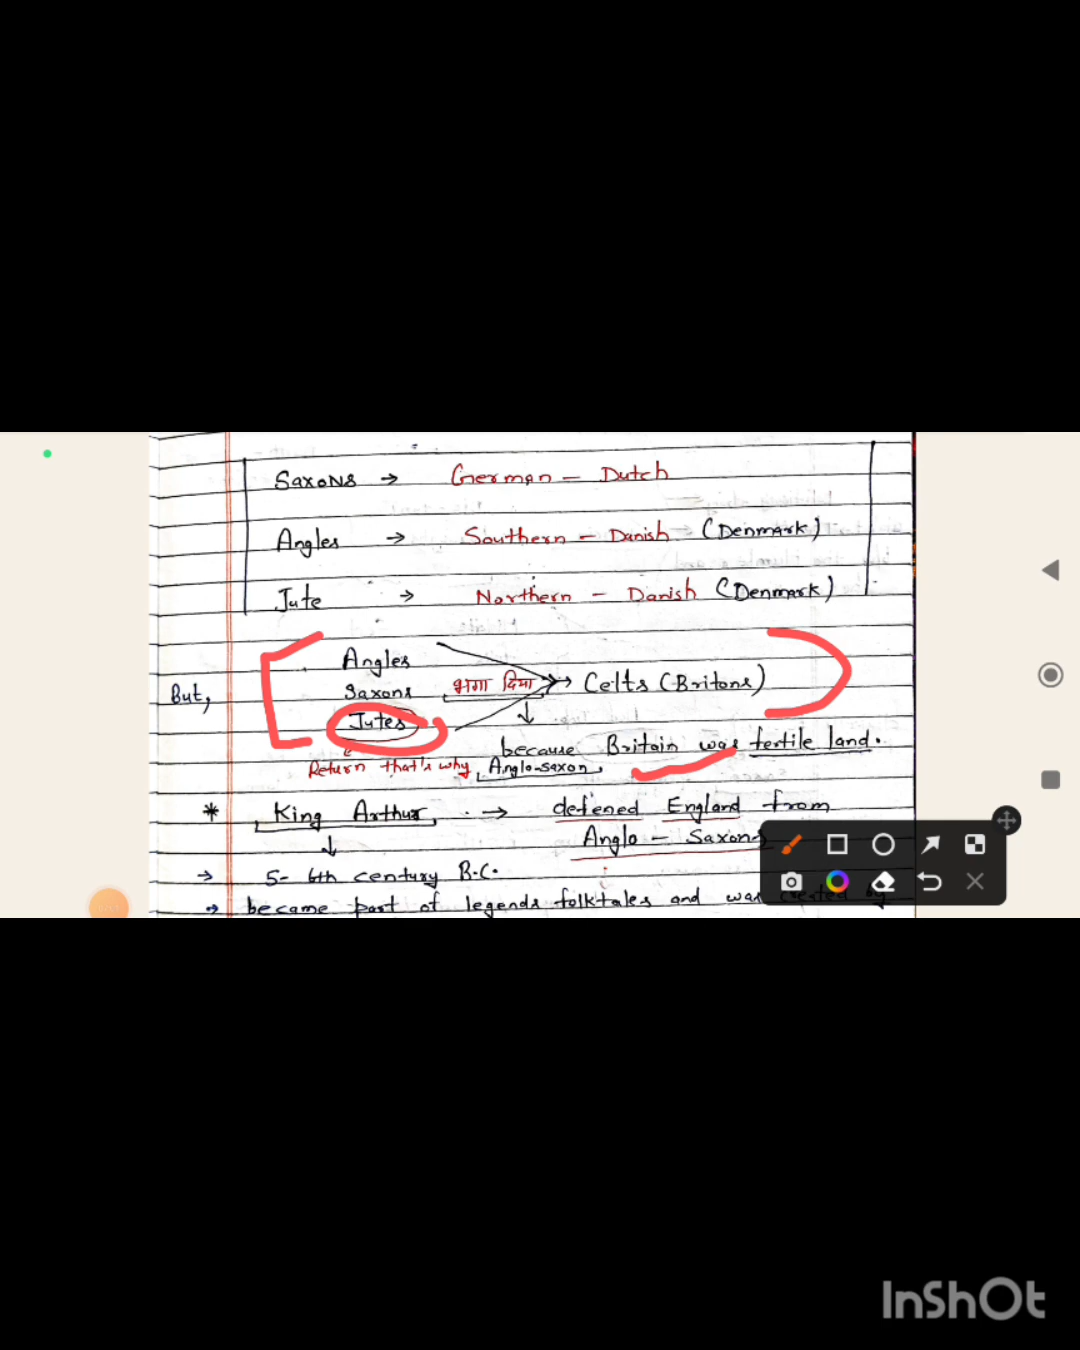 Saxons → German - Dutch
Angles → Southern - Danish (Denmark)
Jute → Northern - Danish (Denmark)
Angles
But, Saxons भगा दिया → Celts (Britons)
Jutes ↓
because Britain was fertile land.
Return that's why Anglo-saxon
* King Arthur → defened England from
↓ Anglo - Saxons
→ 5- 6th century B.C.
→ became part of legends folktales and was created by
InShOt